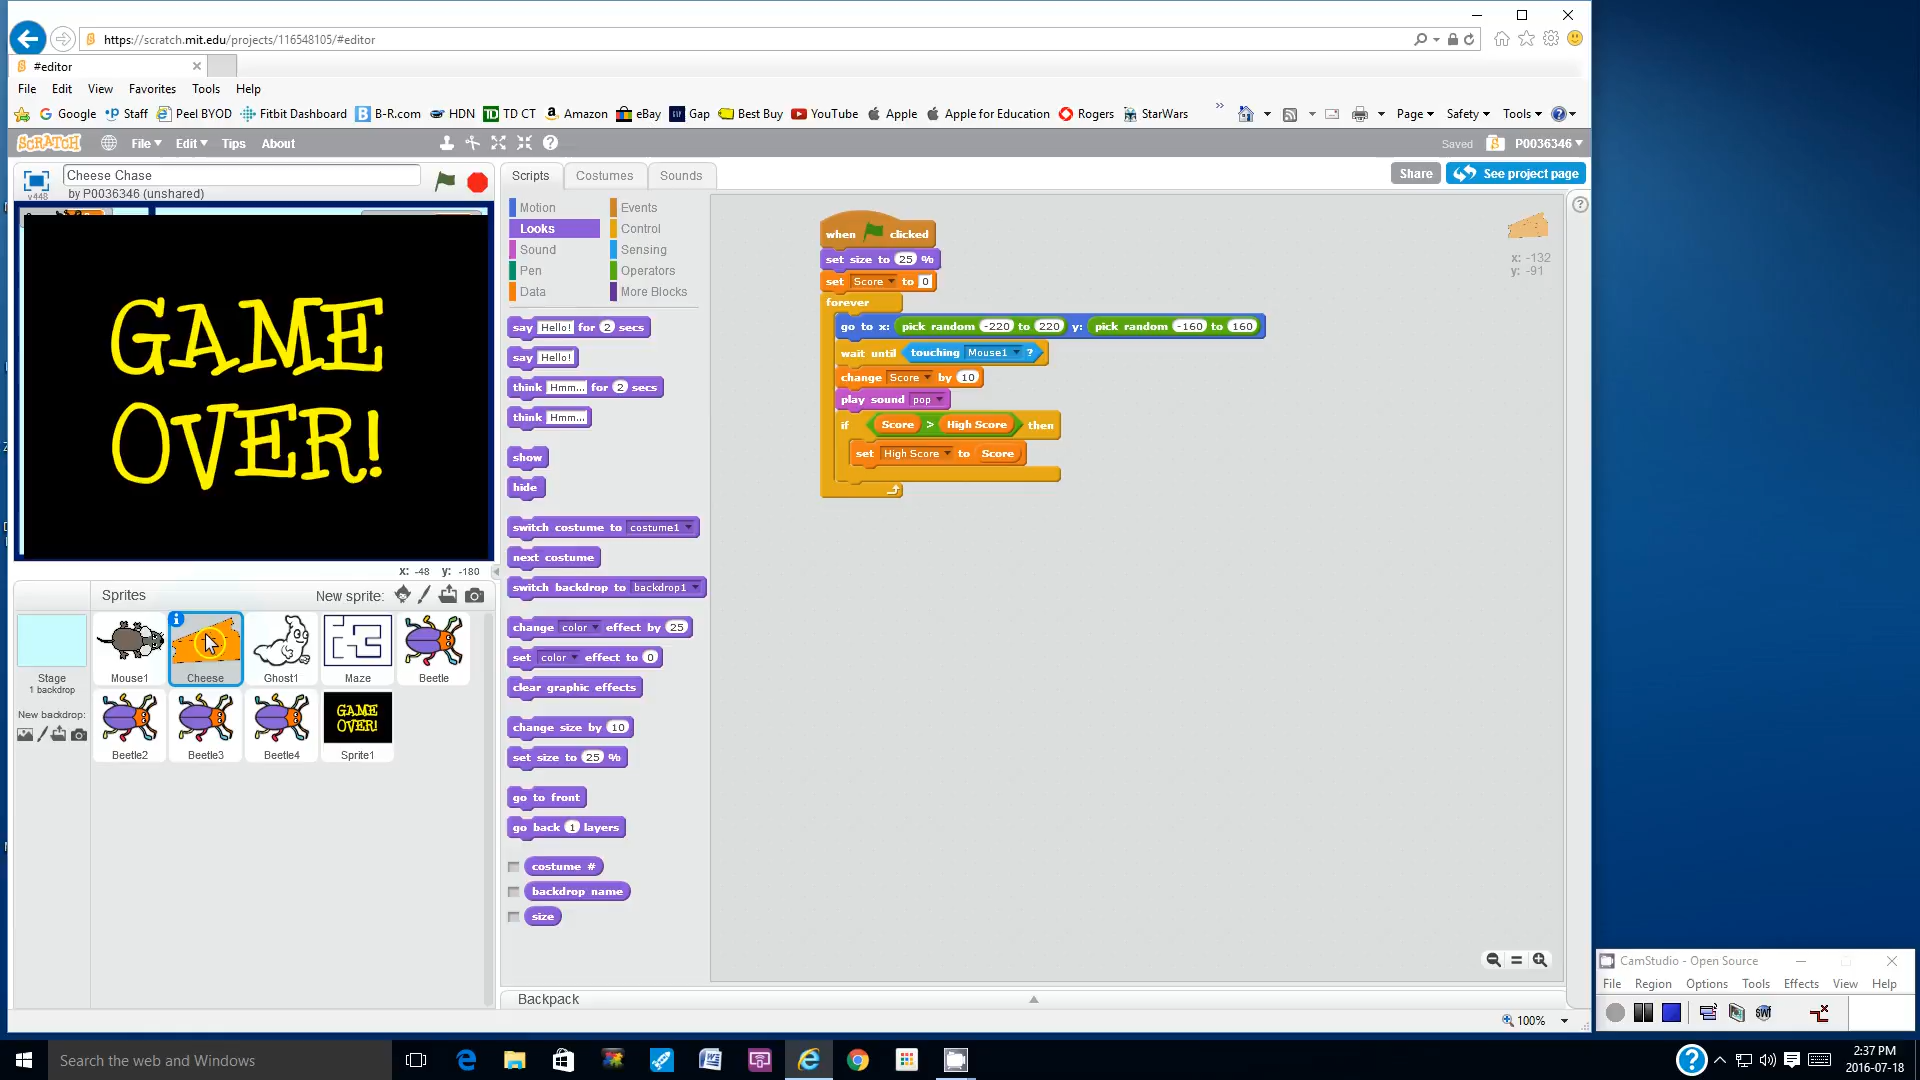 https://scratch.mit.edu/projects/116548105/#editor
#editor
File Edit View Favorites Tools Help
Google Staff Peel BYOD Fitbit Dashboard B-R.com HDN TD CT Amazon eBay Gap Best Buy YouTube Apple Apple for Education Rogers StarWars » Page Safety Tools
SCRATCH File Edit Tips About Saved P0036346
Cheese Chase
by P0036346 (unshared)
v448
Scripts Costumes Sounds Share See project page
Motion Events
Looks Control
Sound Sensing
Pen Operators
Data More Blocks
GAME
OVER!
x: -48 y: -180
say Hello! for 2 secs
say Hello!
think Hmm... for 2 secs
think Hmm...
show
hide
switch costume to costume1
next costume
switch backdrop to backdrop1
change color effect by 25
set color effect to 0
clear graphic effects
change size by 10
set size to 25 %
go to front
go back 1 layers
costume #
backdrop name
size
when clicked
set size to 25 %
set Score to 0
forever
go to x: pick random -220 to 220 y: pick random -160 to 160
wait until touching Mouse1 ?
change Score by 10
play sound pop
if Score > High Score then
set High Score to Score
x: -132
y: -91
Sprites New sprite:
Stage
1 backdrop
New backdrop:
Mouse1 Cheese Ghost1 Maze Beetle
GAME
OVER!
Beetle2 Beetle3 Beetle4 Sprite1
Backpack
100%
CamStudio - Open Source
File Region Options Tools Effects View Help
Search the web and Windows
2:37 PM
2016-07-18